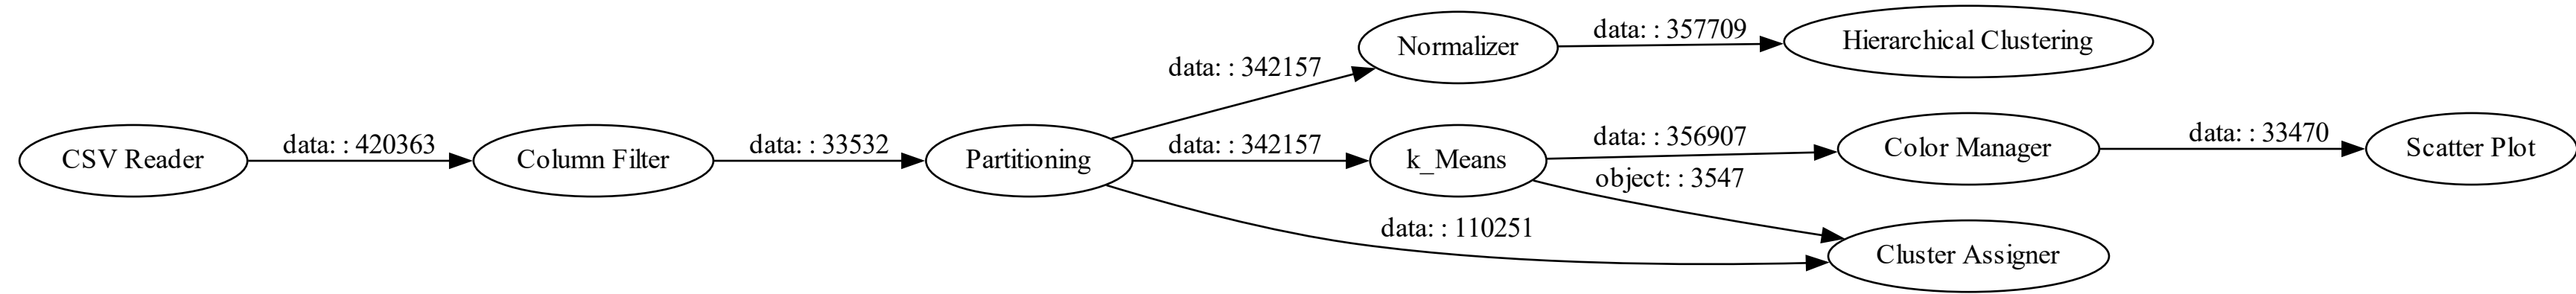 CSV Reader
data: : 420363
Column Filter
data: : 33532
Partitioning
data: : 342157
Normalizer
data: : 357709
Hierarchical Clustering
data: : 342157
k_Means
data: : 356907
Color Manager
data: : 33470
Scatter Plot
object: : 3547
data: : 110251
Cluster Assigner